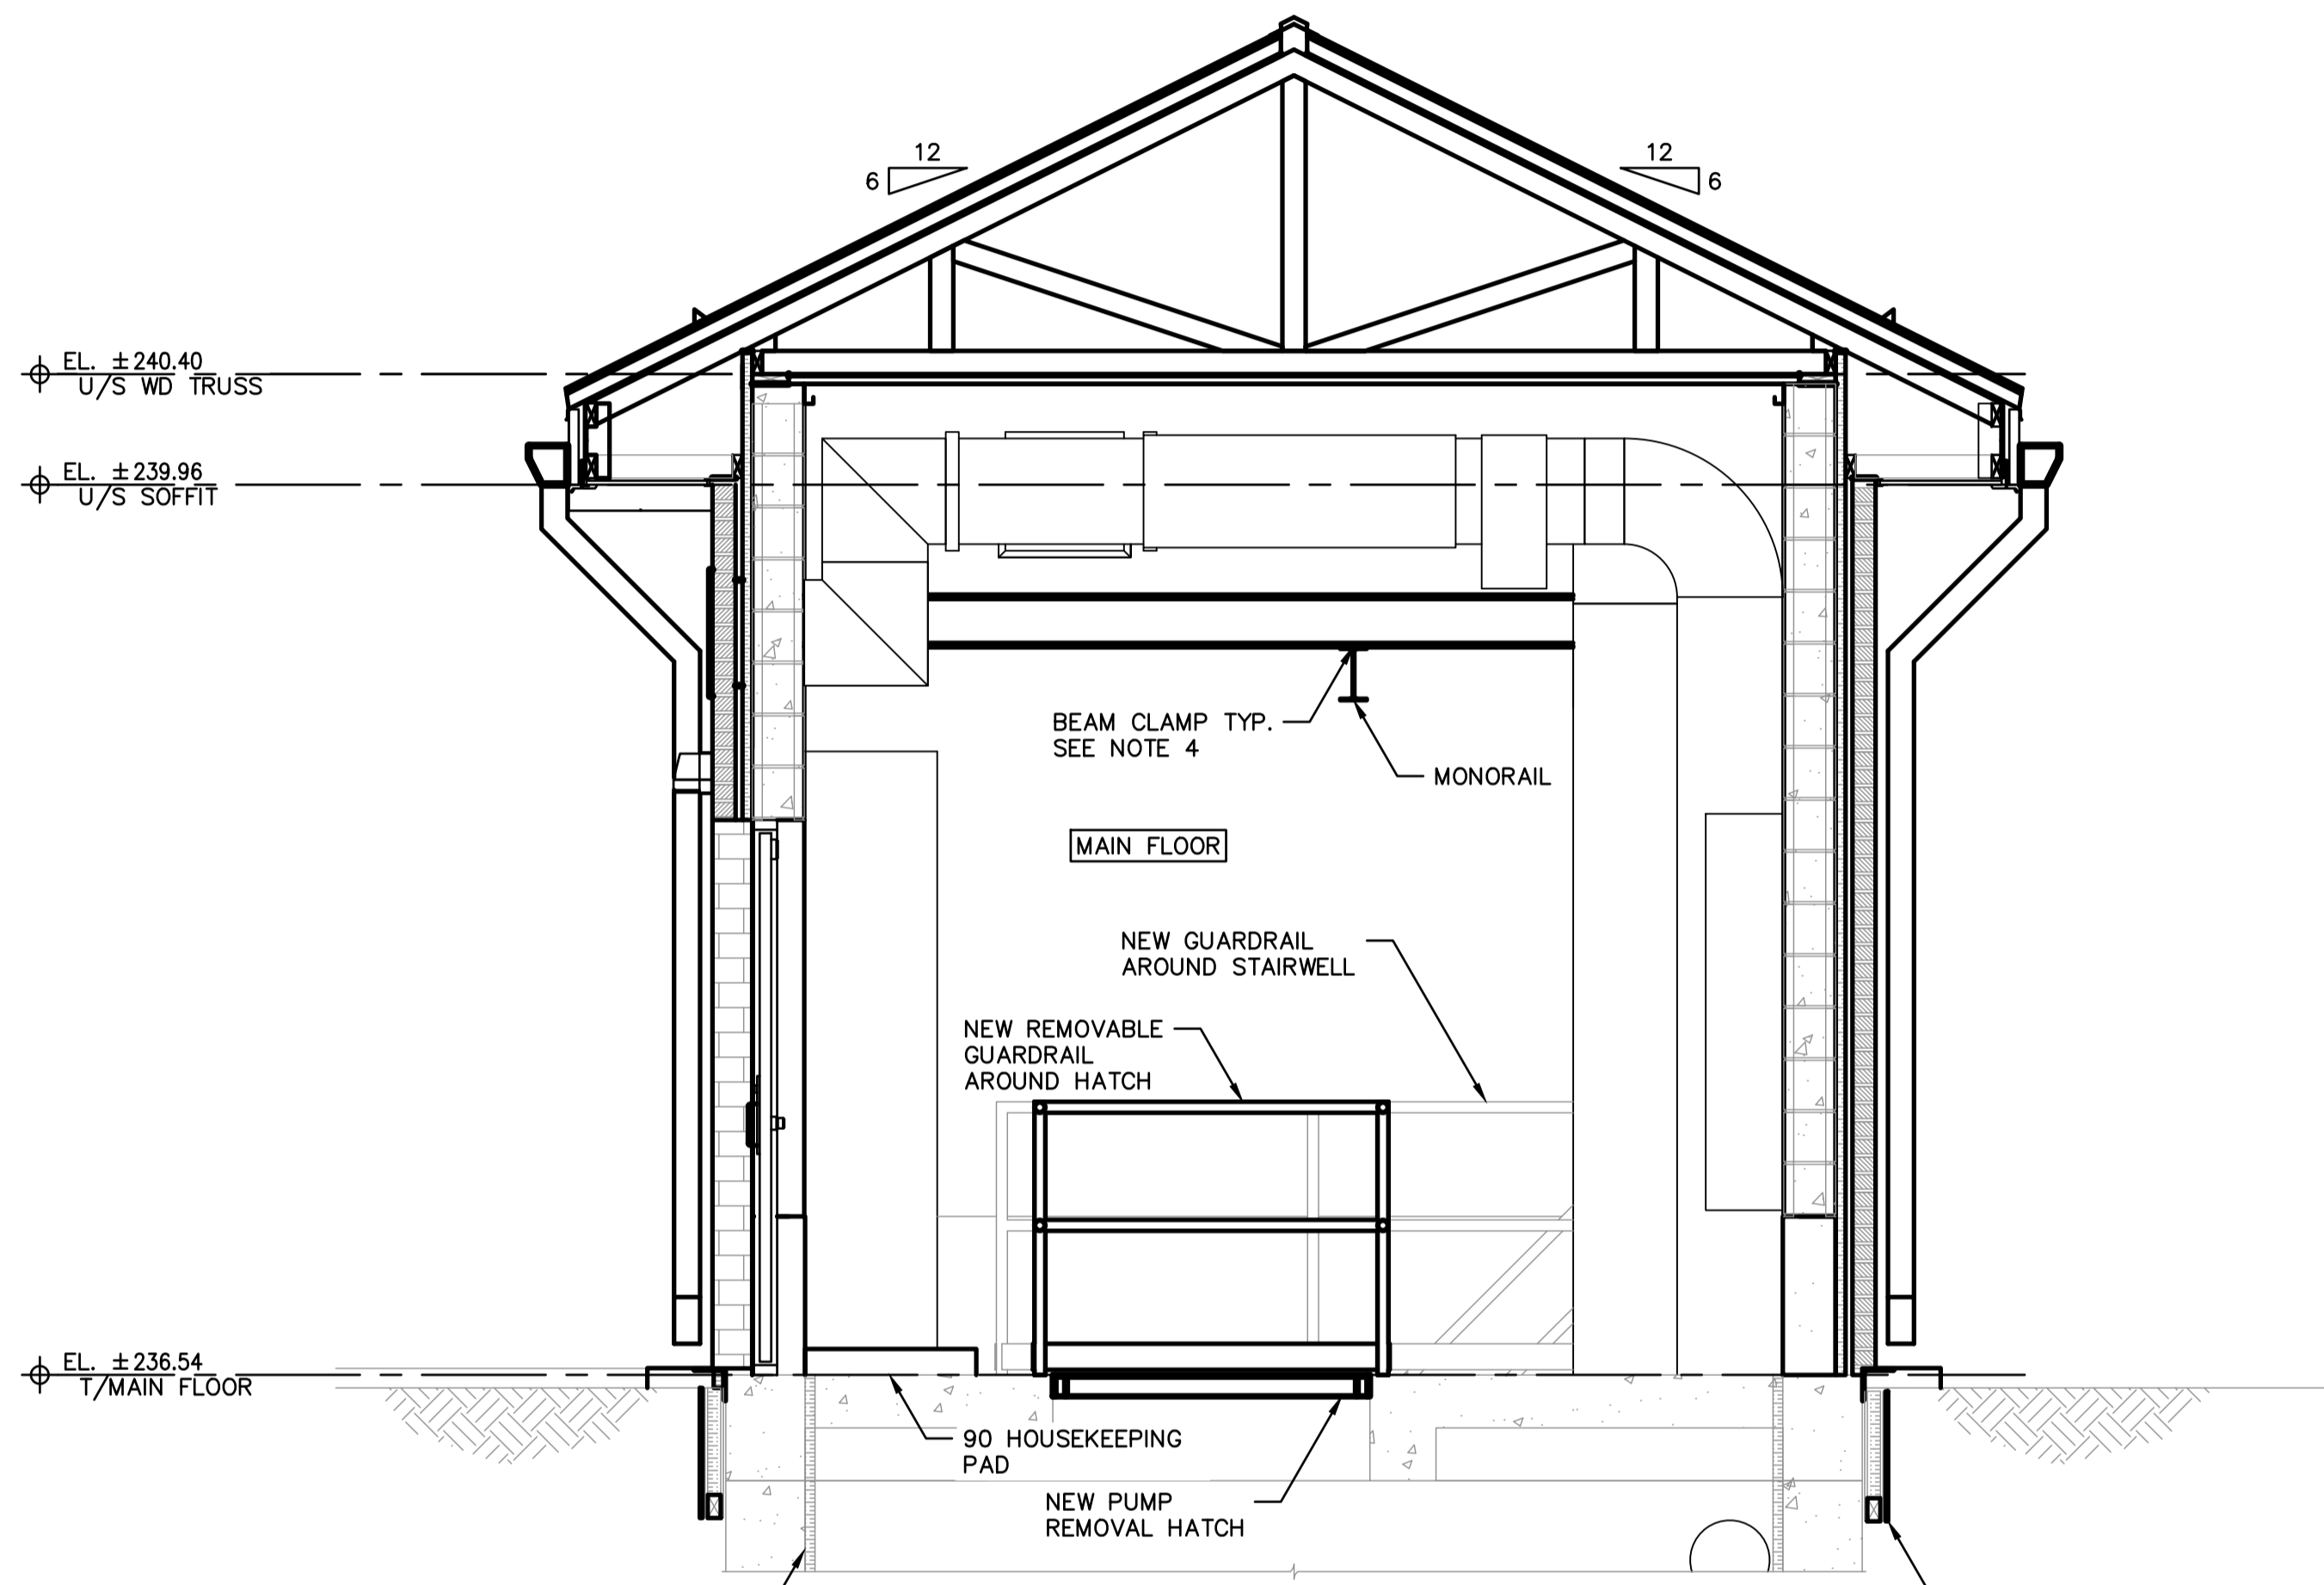 12
6
12
6
EL. ±240.40
U/S WD TRUSS
EL. ±239.96
U/S SOFFIT
BEAM CLAMP TYP.
SEE NOTE 4
MONORAIL
MAIN FLOOR
NEW GUARDRAIL
AROUND STAIRWELL
NEW REMOVABLE
GUARDRAIL
AROUND HATCH
EL. ±236.54
T/MAIN FLOOR
90 HOUSEKEEPING
PAD
NEW PUMP
REMOVAL HATCH